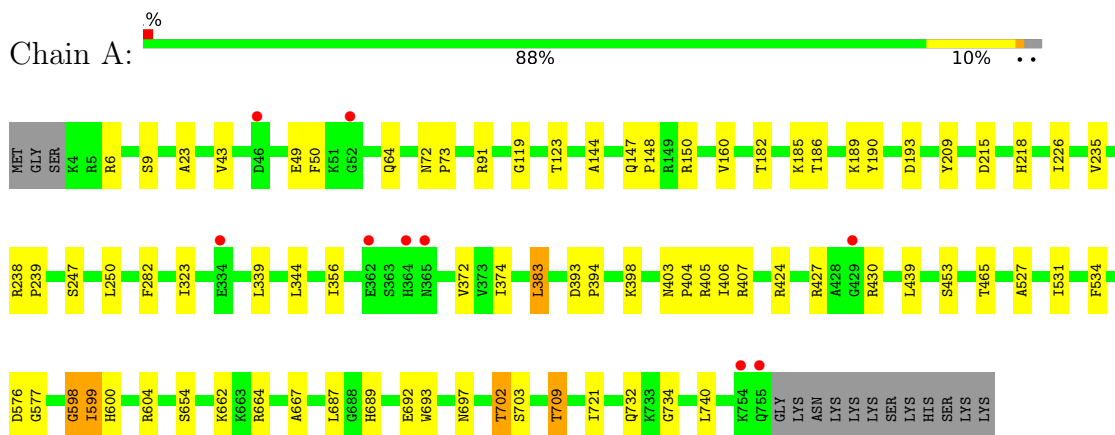 %
Chain A:
88% 10% • •
MET GLY SER K4 R5 R6 S9 A23 V43 D46 E49 F50 K51 G52 Q64 N72 P73 R91 G119 T123 A144 Q147 P148 R149 R150 V160 T182 K185 T186 K189 Y190 D193 Y209 D215 H218 I226 V235
R238 P239 S247 L250 F282 I323 E334 L339 L344 I356 E362 S363 H364 N365 V372 V373 I374 L383 D393 P394 K398 N403 P404 R405 I406 R407 R424 R427 A428 G429 R430 L439 S453 T465 A527 I531 F534
D576 G577 G598 I599 H600 R604 S654 K662 K663 R664 A667 L687 G688 H689 E692 W693 N697 T702 S703 T709 I721 Q732 K733 G734 L740 K754 Q755 GLY LYS ASN LYS LYS LYS SER LYS HIS SER LYS LYS